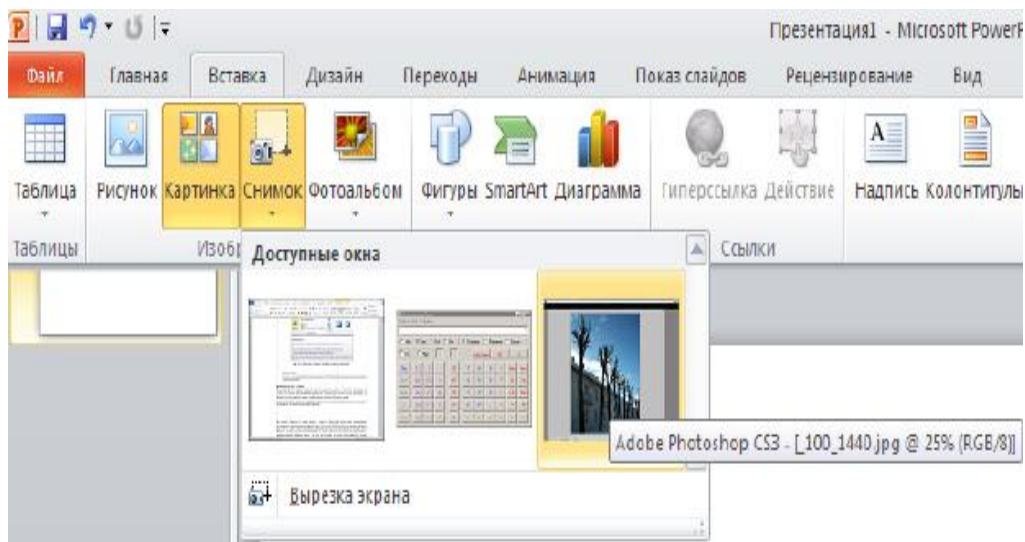 Презентация1 - Microsoft PowerP
Файл Главная Вставка Дизайн Переходы Анимация Показ слайдов Рецензирование Вид
Таблица Рисунок Картинка Снимок Фотоальбом Фигуры SmartArt Диаграмма Гиперссылка Действие Надпись Колонтитулы
Таблицы Изобр Ссылки
Доступные окна
Adobe Photoshop CS3 - [_100_1440.jpg @ 25% (RGB/8)]
Вырезка экрана